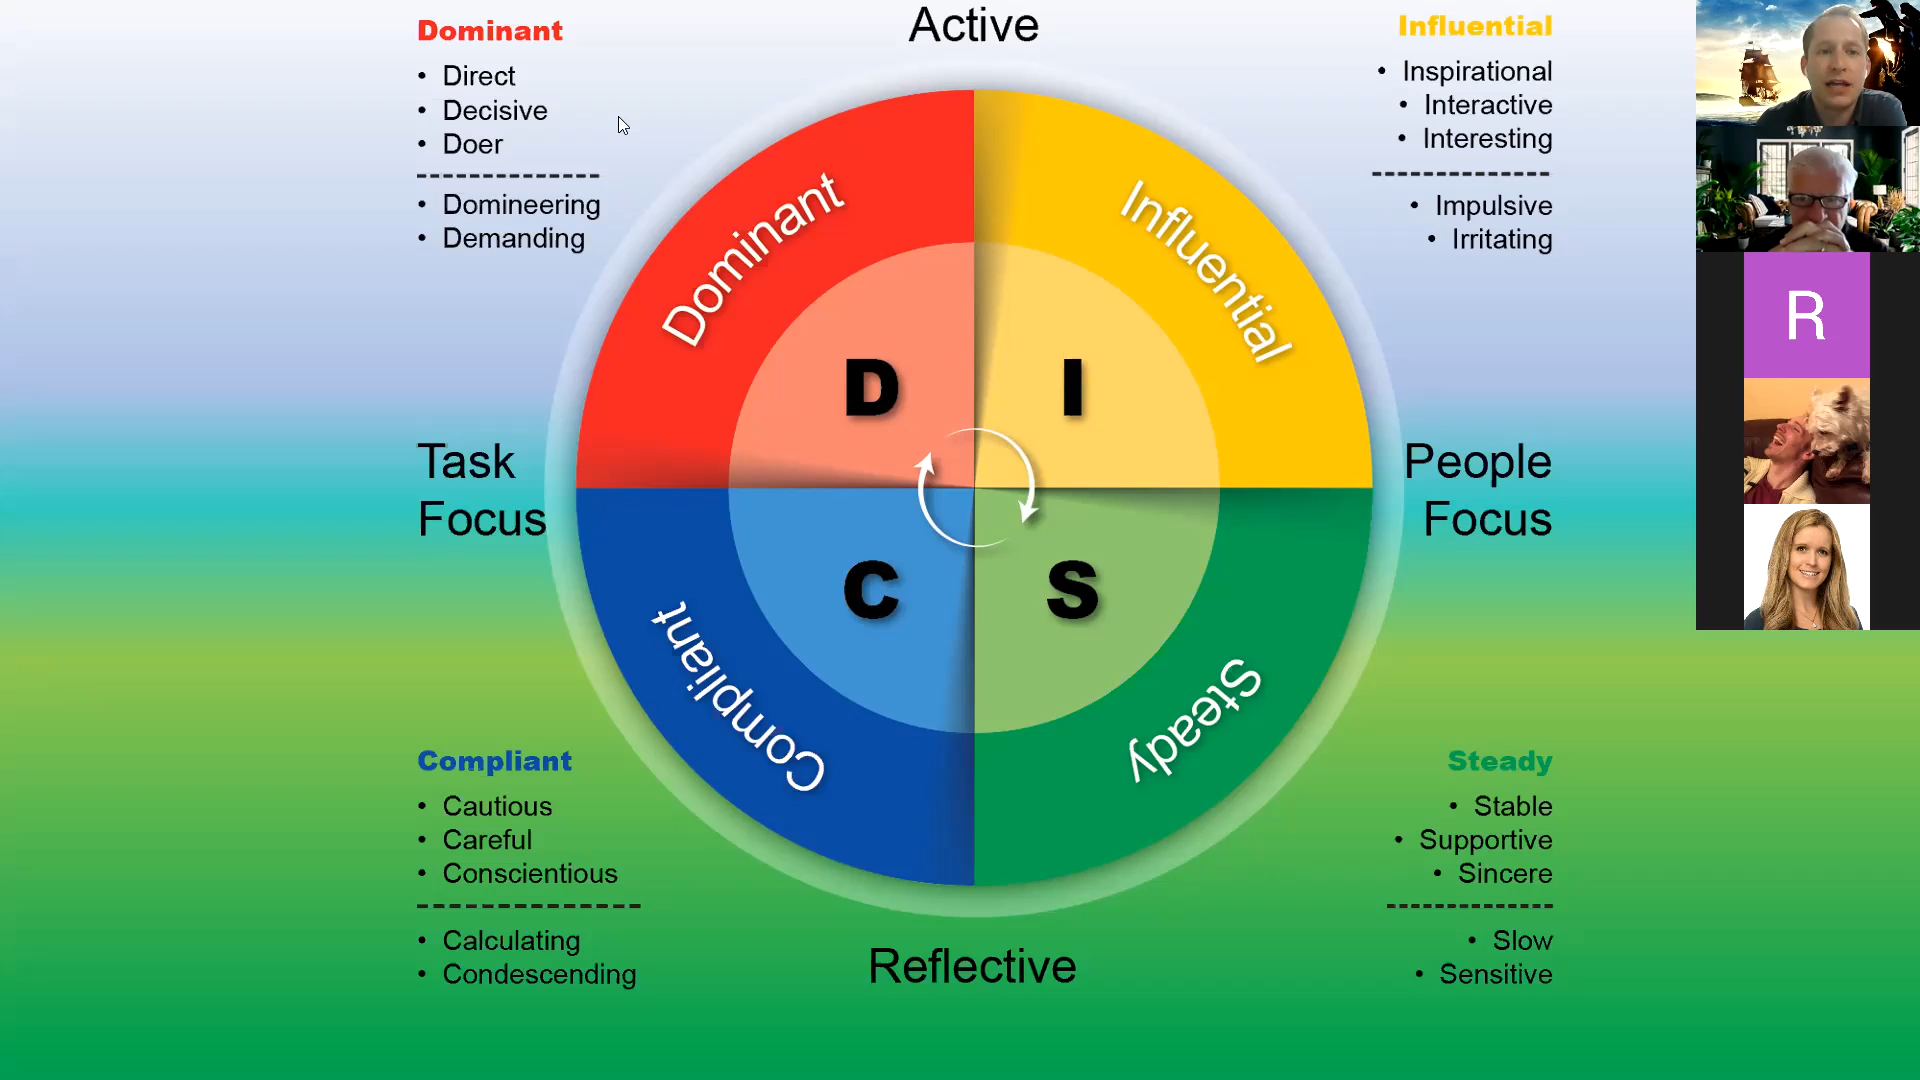 Active
Dominant
• Direct
• Decisive
• Doer
• Domineering
• Demanding
Influential
• Inspirational
• Interactive
• Interesting
• Impulsive
• Irritating
Dominant
Influential
D
I
Task
Focus
People
Focus
C
S
Compliant
Steady
Compliant
• Cautious
• Careful
• Conscientious
• Calculating
• Condescending
Steady
• Stable
• Supportive
• Sincere
• Slow
• Sensitive
Reflective
R